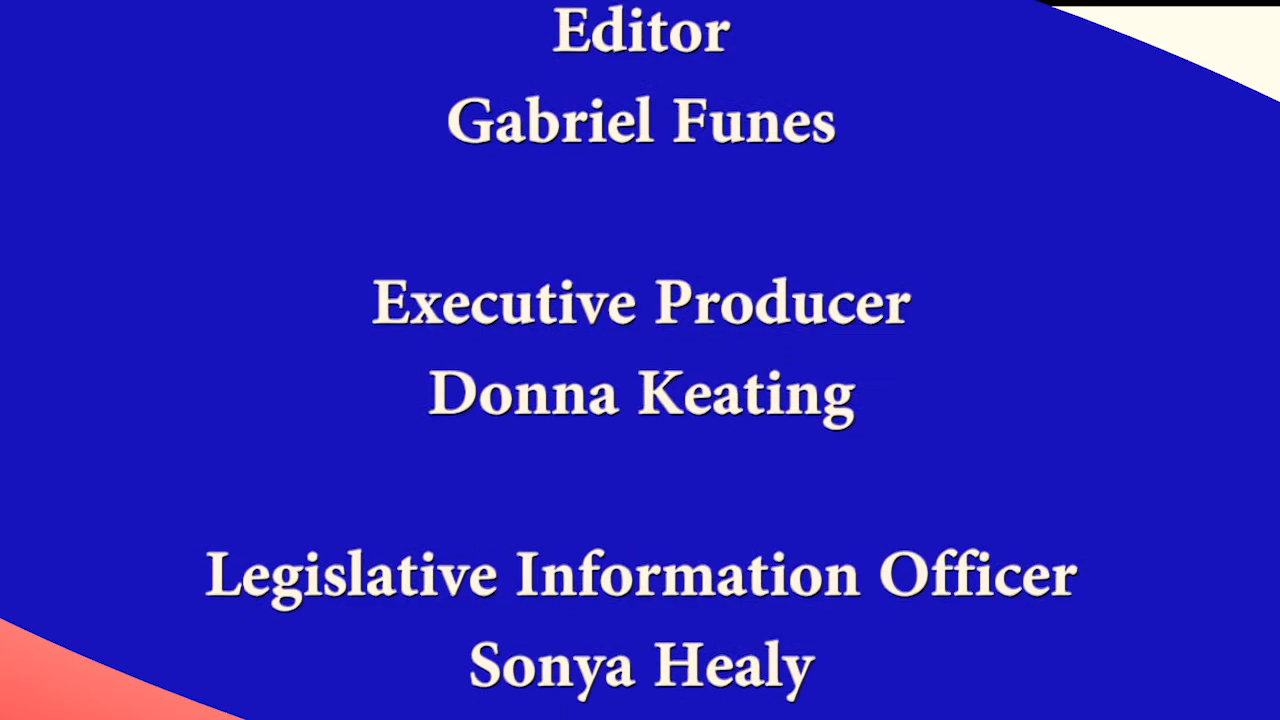 Editor
Gabriel Funes
Executive Producer
Donna Keating
Legislative Information Officer
Sonya Healy